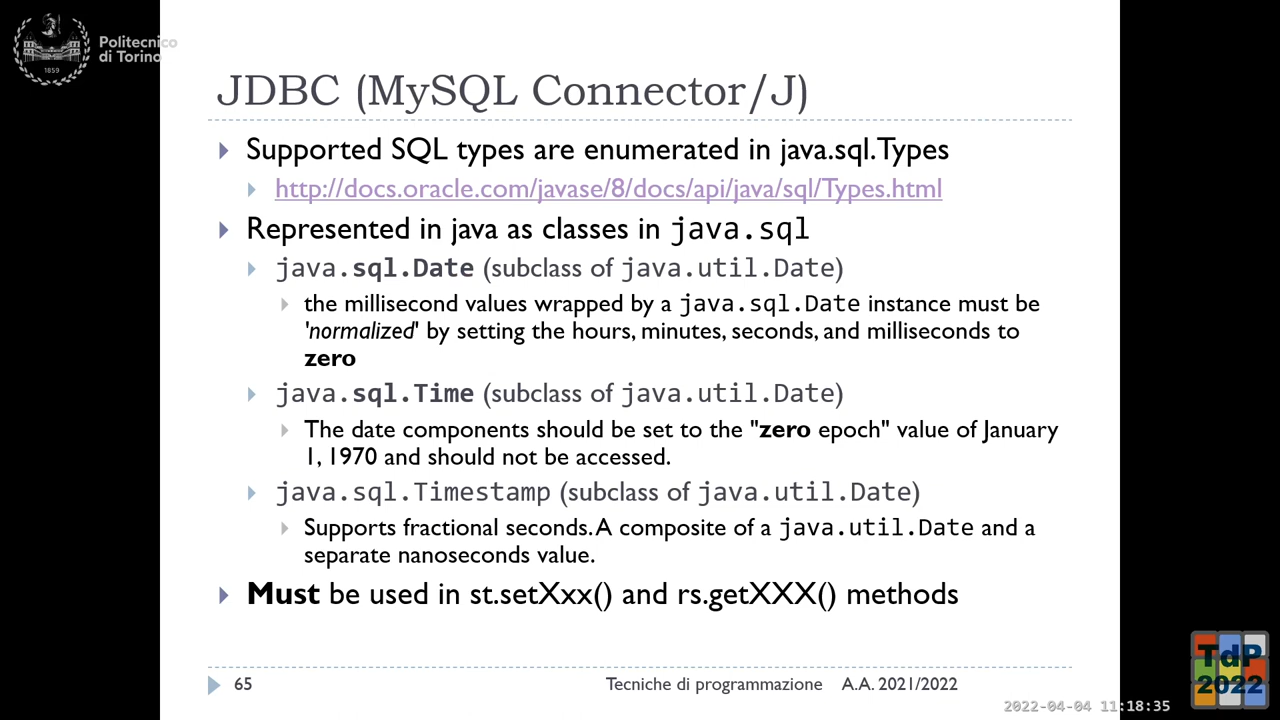 Politecnico
di Torino
1859
JDBC (MySQL Connector/J)
Supported SQL types are enumerated in java.sql.Types
http://docs.oracle.com/javase/8/docs/api/java/sql/Types.html
Represented in java as classes in java.sql
java.sql.Date (subclass of java.util.Date)
the millisecond values wrapped by a java.sql.Date instance must be
'normalized' by setting the hours, minutes, seconds, and milliseconds to
zero
java.sql.Time (subclass of java.util.Date)
The date components should be set to the "zero epoch" value of January
1, 1970 and should not be accessed.
java.sql.Timestamp (subclass of java.util.Date)
Supports fractional seconds. A composite of a java.util.Date and a
separate nanoseconds value.
Must be used in st.setXxx() and rs.getXXX() methods
65 Tecniche di programmazione A.A. 2021/2022
TdP
2022
2022-04-04 11:18:35